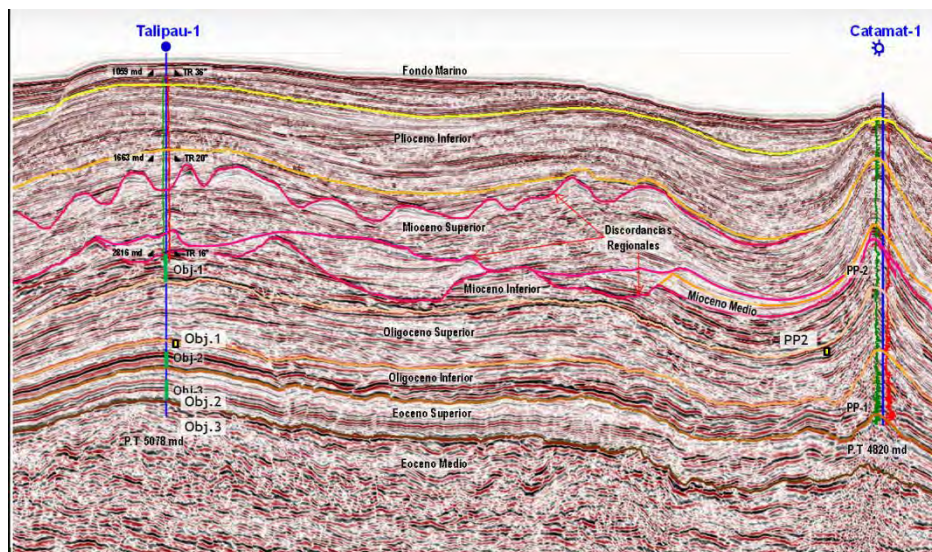 Talipau-1
Catamat-1
1059 md
TR 36"
Fondo Marino
Plioceno Inferior
1663 md
TR 20"
Mioceno Superior
Discordancias
Regionales
2816 md
TR 16"
Obj-1
PP-2
Mioceno Inferior
Mioceno Medio
Oligoceno Superior
Obj.1
PP2
Obj-2
Oligoceno Inferior
Obj-3
Obj.2
PP-1
Eoceno Superior
Obj.3
P.T 5078 md
P.T 4820 md
Eoceno Medio